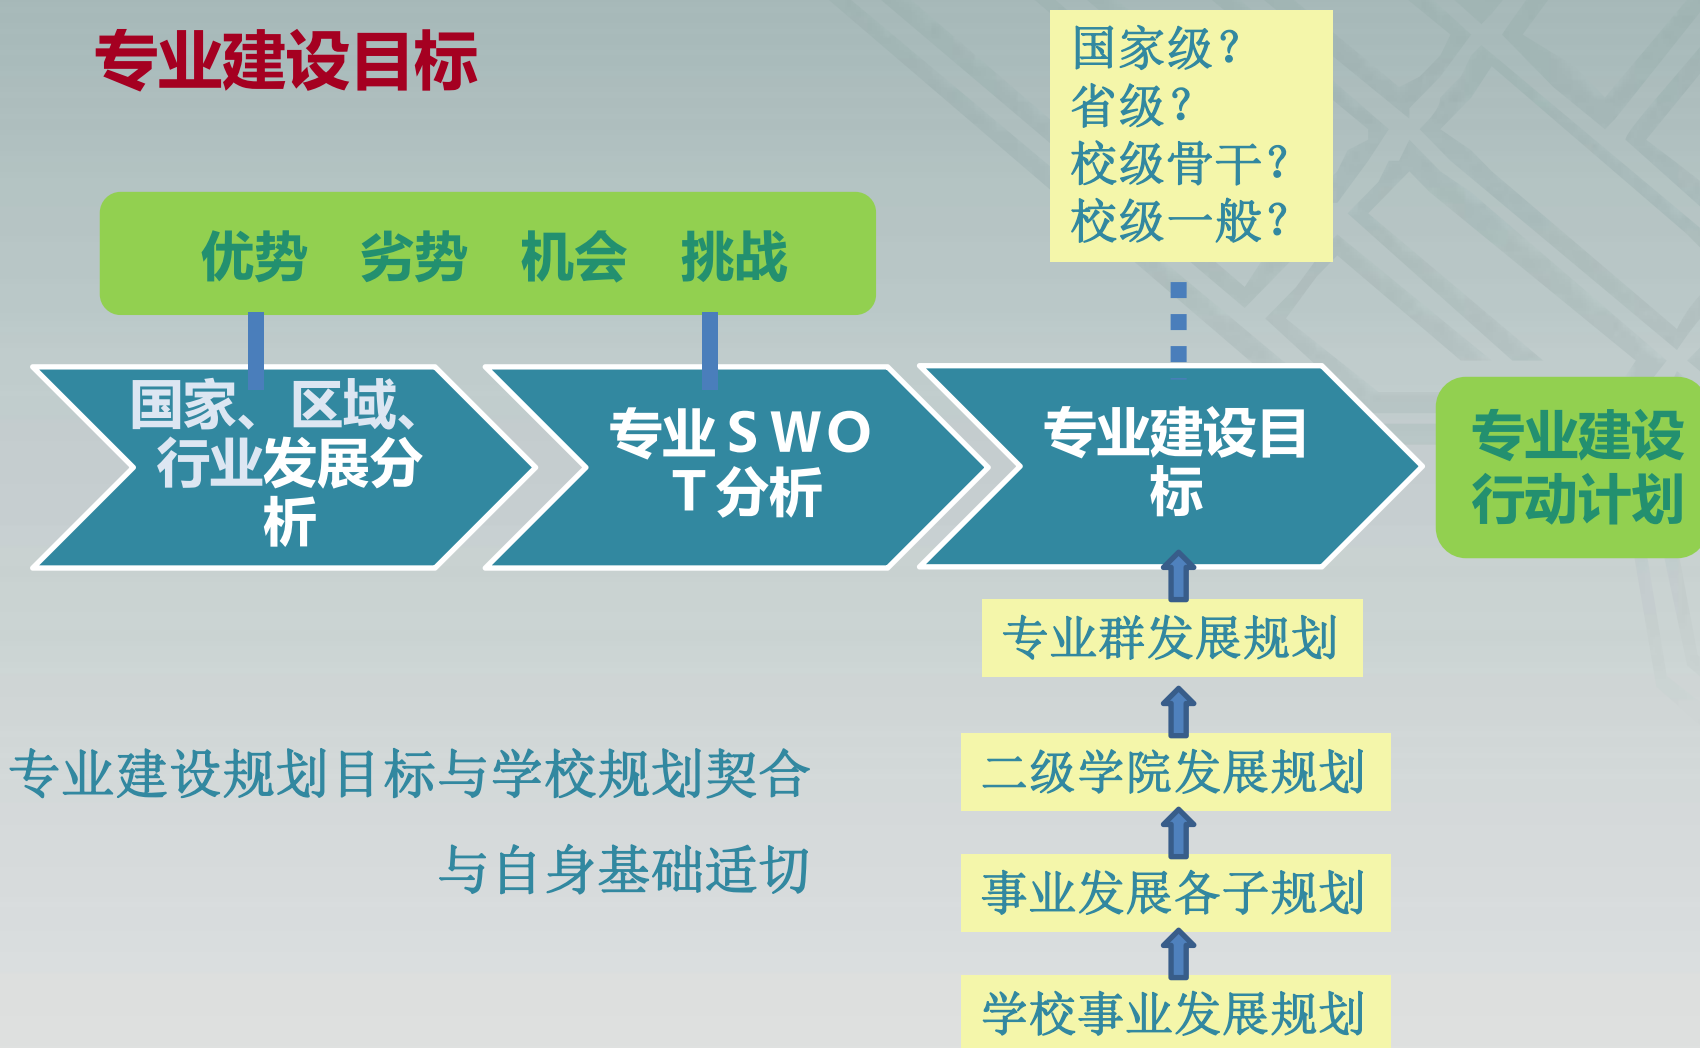 专业建设目标
国家级？
省级？
校级骨干？
校级一般？
优势 劣势 机会 挑战
国家、区域、
行业发展分
析
专业SWO
T分析
专业建设目
标
专业建设
行动计划
专业群发展规划
二级学院发展规划
事业发展各子规划
学校事业发展规划
专业建设规划目标与学校规划契合
与自身基础适切